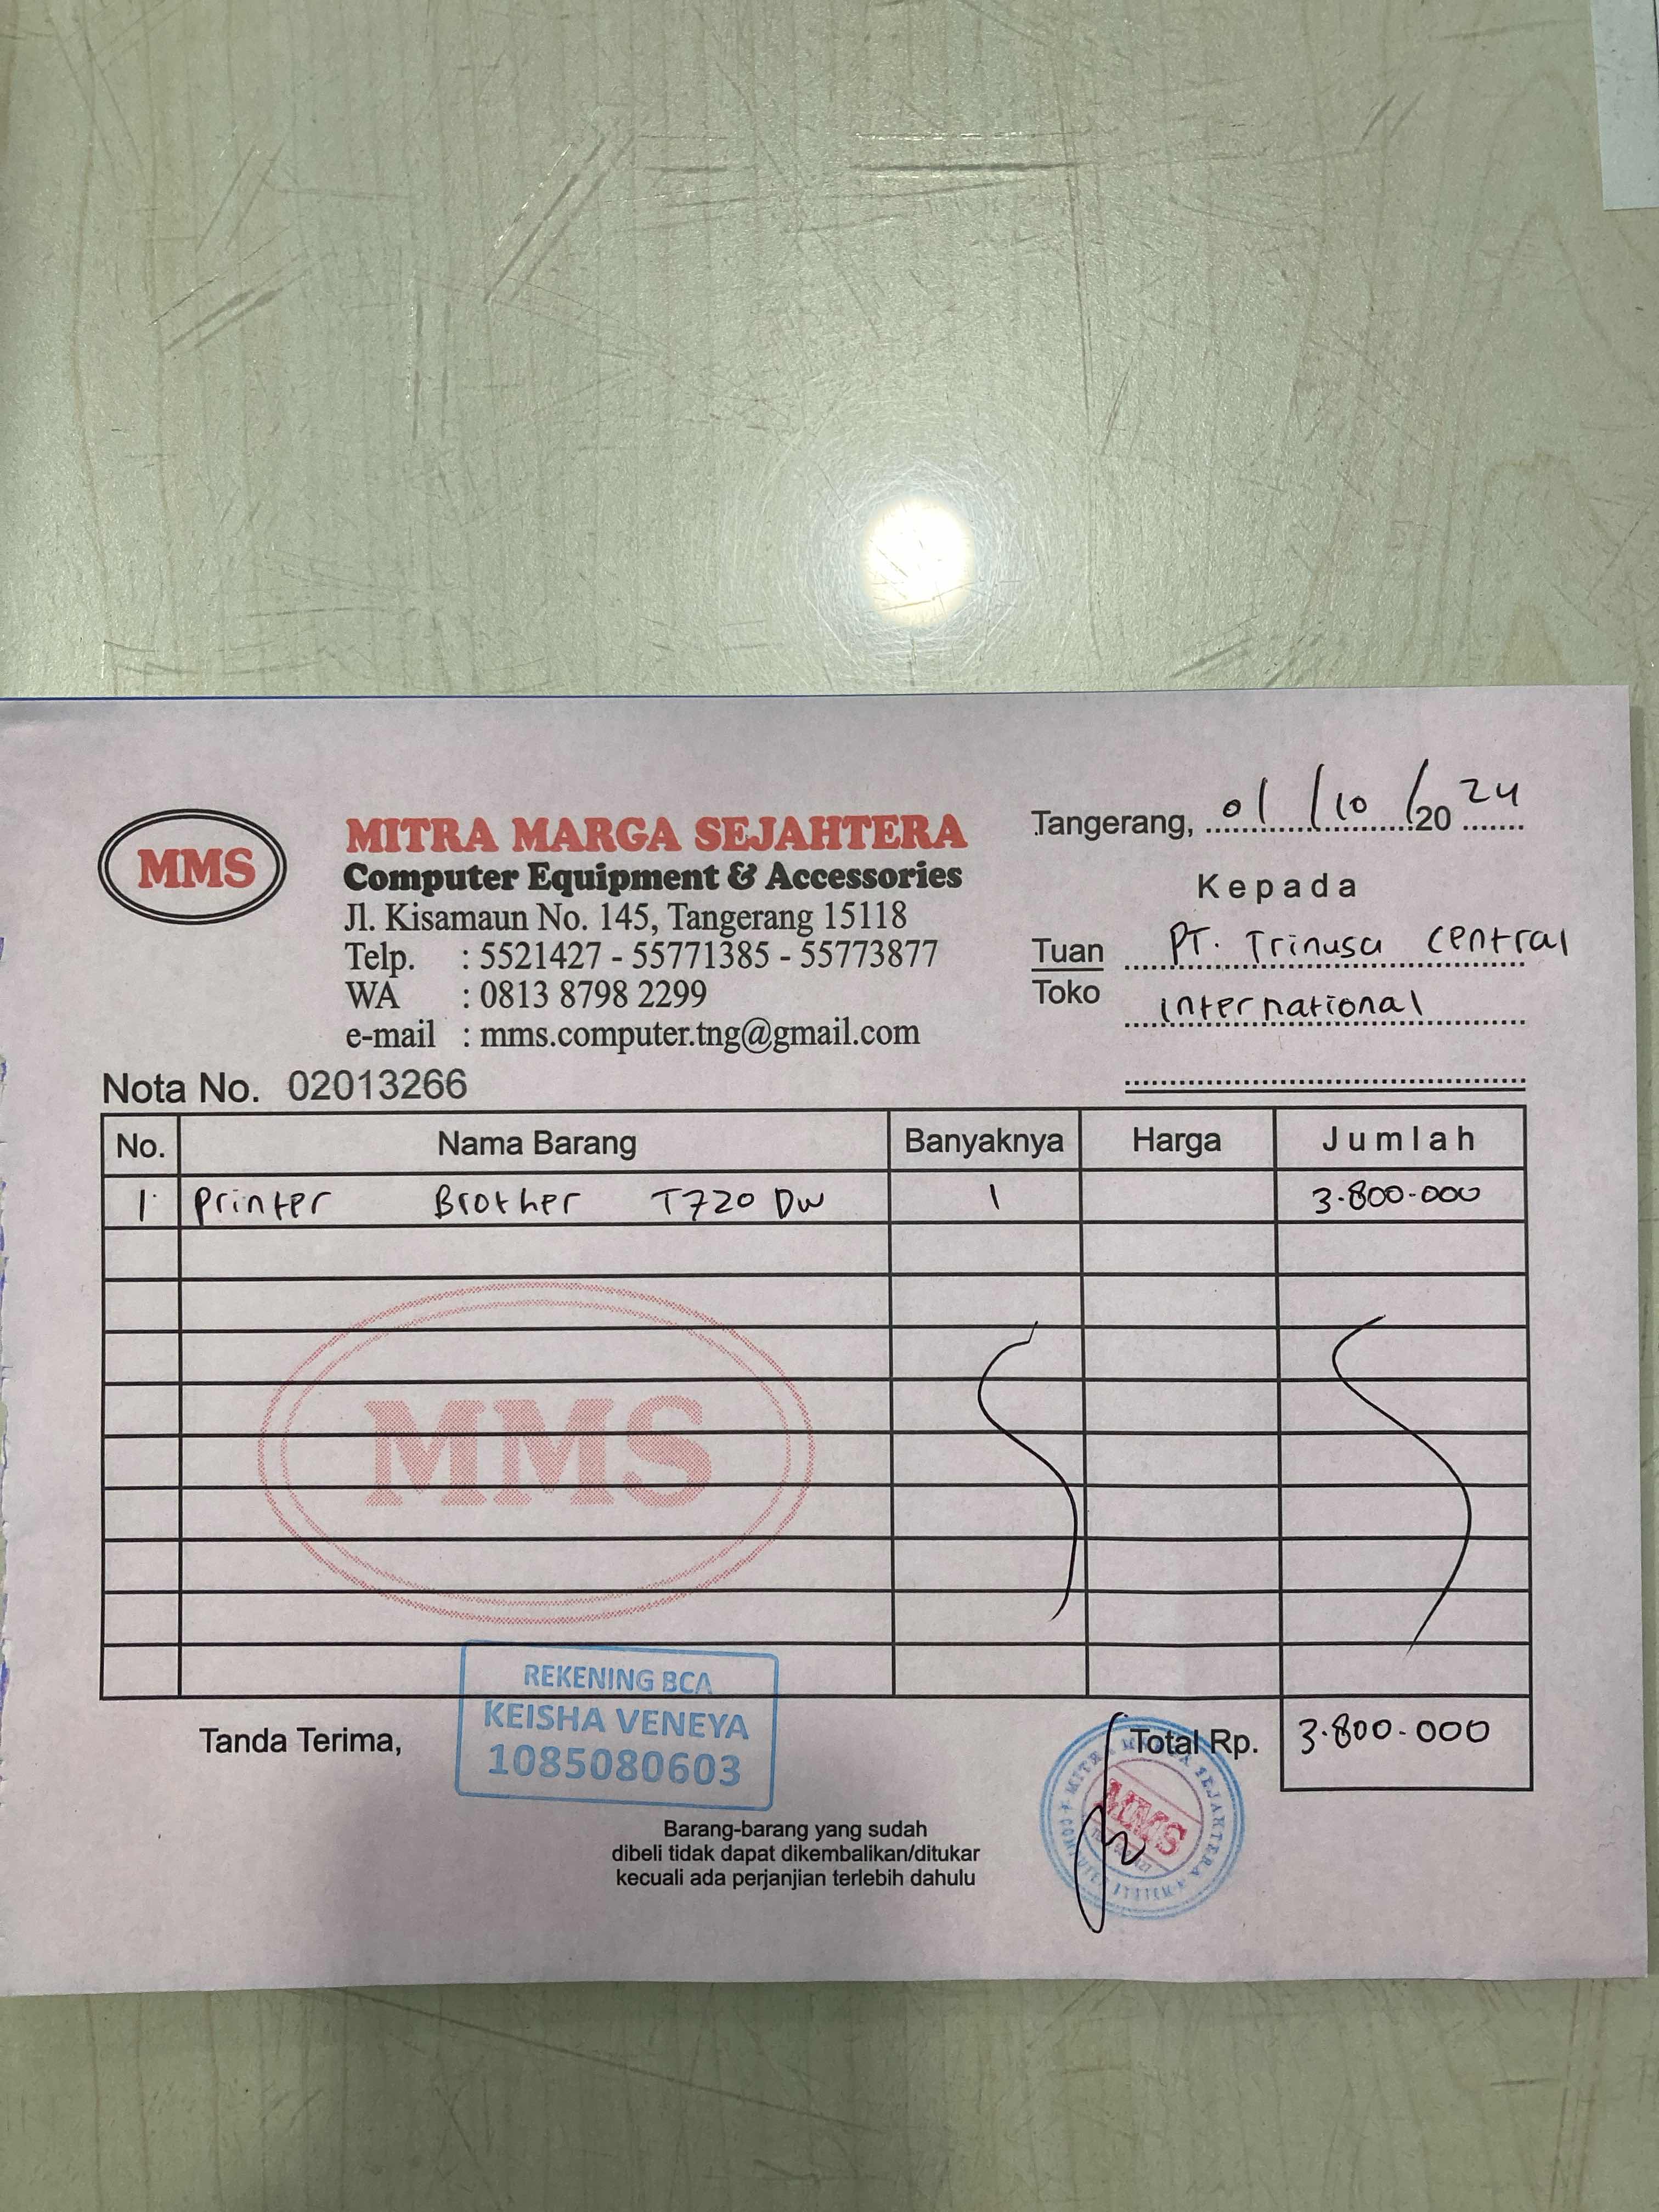 MMS
MITRA MARGA SEJAHTERA
Computer Equipment & Accessories
Jl. Kisamaun No. 145, Tangerang 15118
Telp. : 5521427 - 55771385 - 55773877
WA : 0813 8798 2299
e-mail : mms.computer.tng@gmail.com
Tangerang, 01/10/2024
Kepada
Tuan PT. Trinusa Central
Toko International
Nota No. 02013266
No. Nama Barang Banyaknya Harga Jumlah
1. Printer Brother T720 DW 1 3.800.000
MMS
REKENING BCA
KEISHA VENEYA
1085080603
Tanda Terima,
Total Rp. 3.800.000
MITRA MARGA SEJAHTERA
MMS
Barang-barang yang sudah
dibeli tidak dapat dikembalikan/ditukar
kecuali ada perjanjian terlebih dahulu